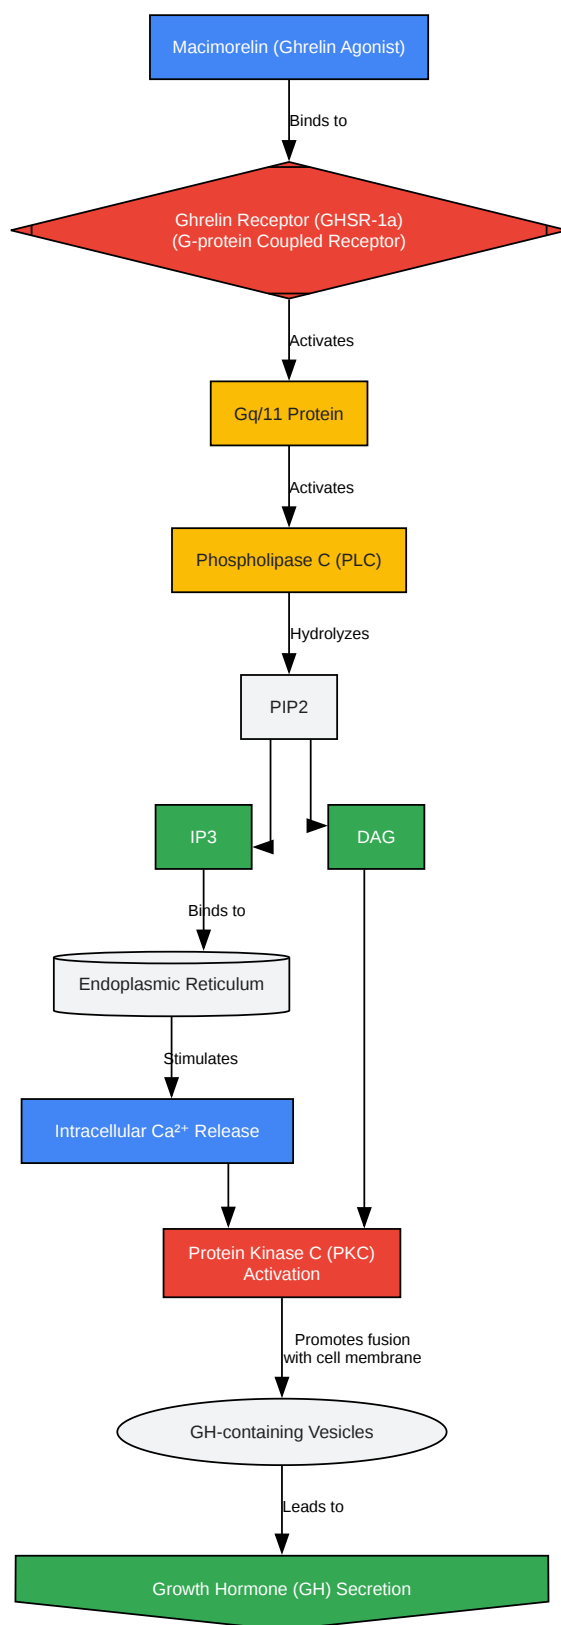 Macimorelin (Ghrelin Agonist)
Binds to
Ghrelin Receptor (GHSR-1a)
(G-protein Coupled Receptor)
Activates
Gq/11 Protein
Activates
Phospholipase C (PLC)
Hydrolyzes
PIP2
IP3
DAG
Binds to
Endoplasmic Reticulum
Stimulates
Intracellular Ca²⁺ Release
Protein Kinase C (PKC)
Activation
Promotes fusion
with cell membrane
GH-containing Vesicles
Leads to
Growth Hormone (GH) Secretion